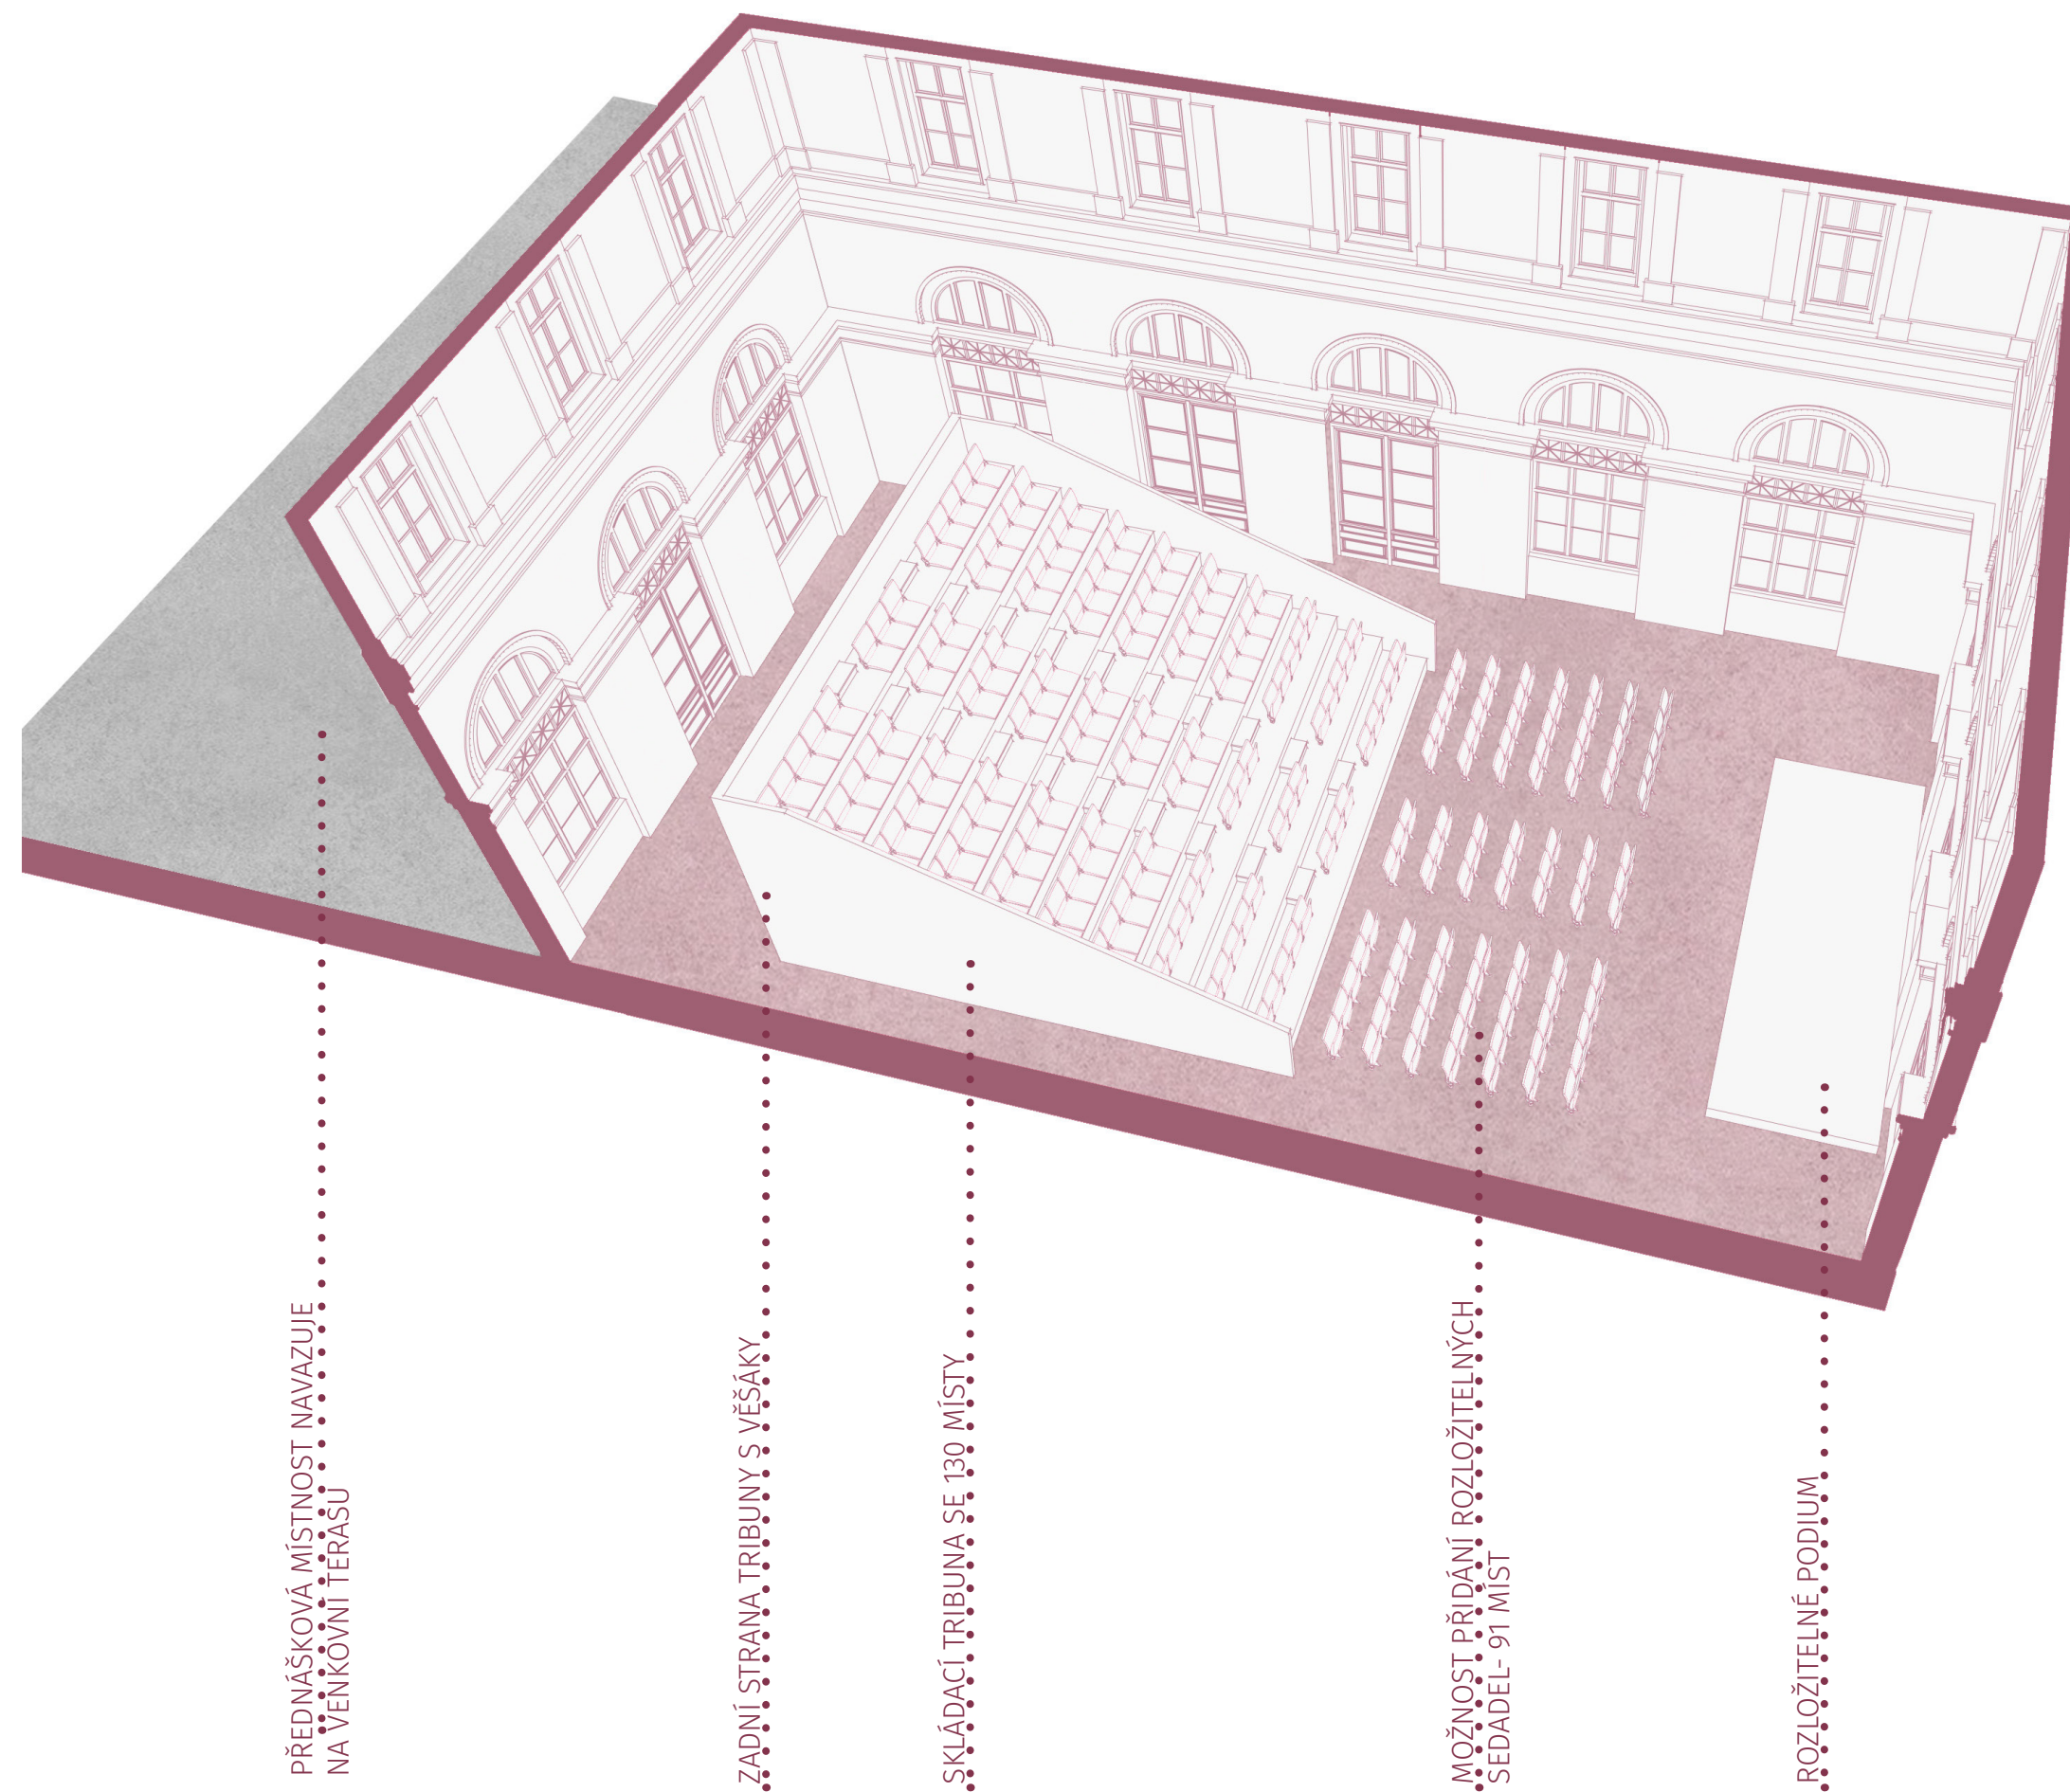 PŘEDNÁŠKOVÁ MÍSTNOST NAVAZUJE
NA VENKOVNÍ TERASU
ZADNÍ STRANA TRIBUNY S VĚŠÁKY
SKLÁDACÍ TRIBUNA SE 130 MÍSTY
MOŽNOST PŘIDÁNÍ ROZLOŽITELNÝCH
SEDADEL- 91 MÍST
ROZLOŽITELNÉ PODIUM